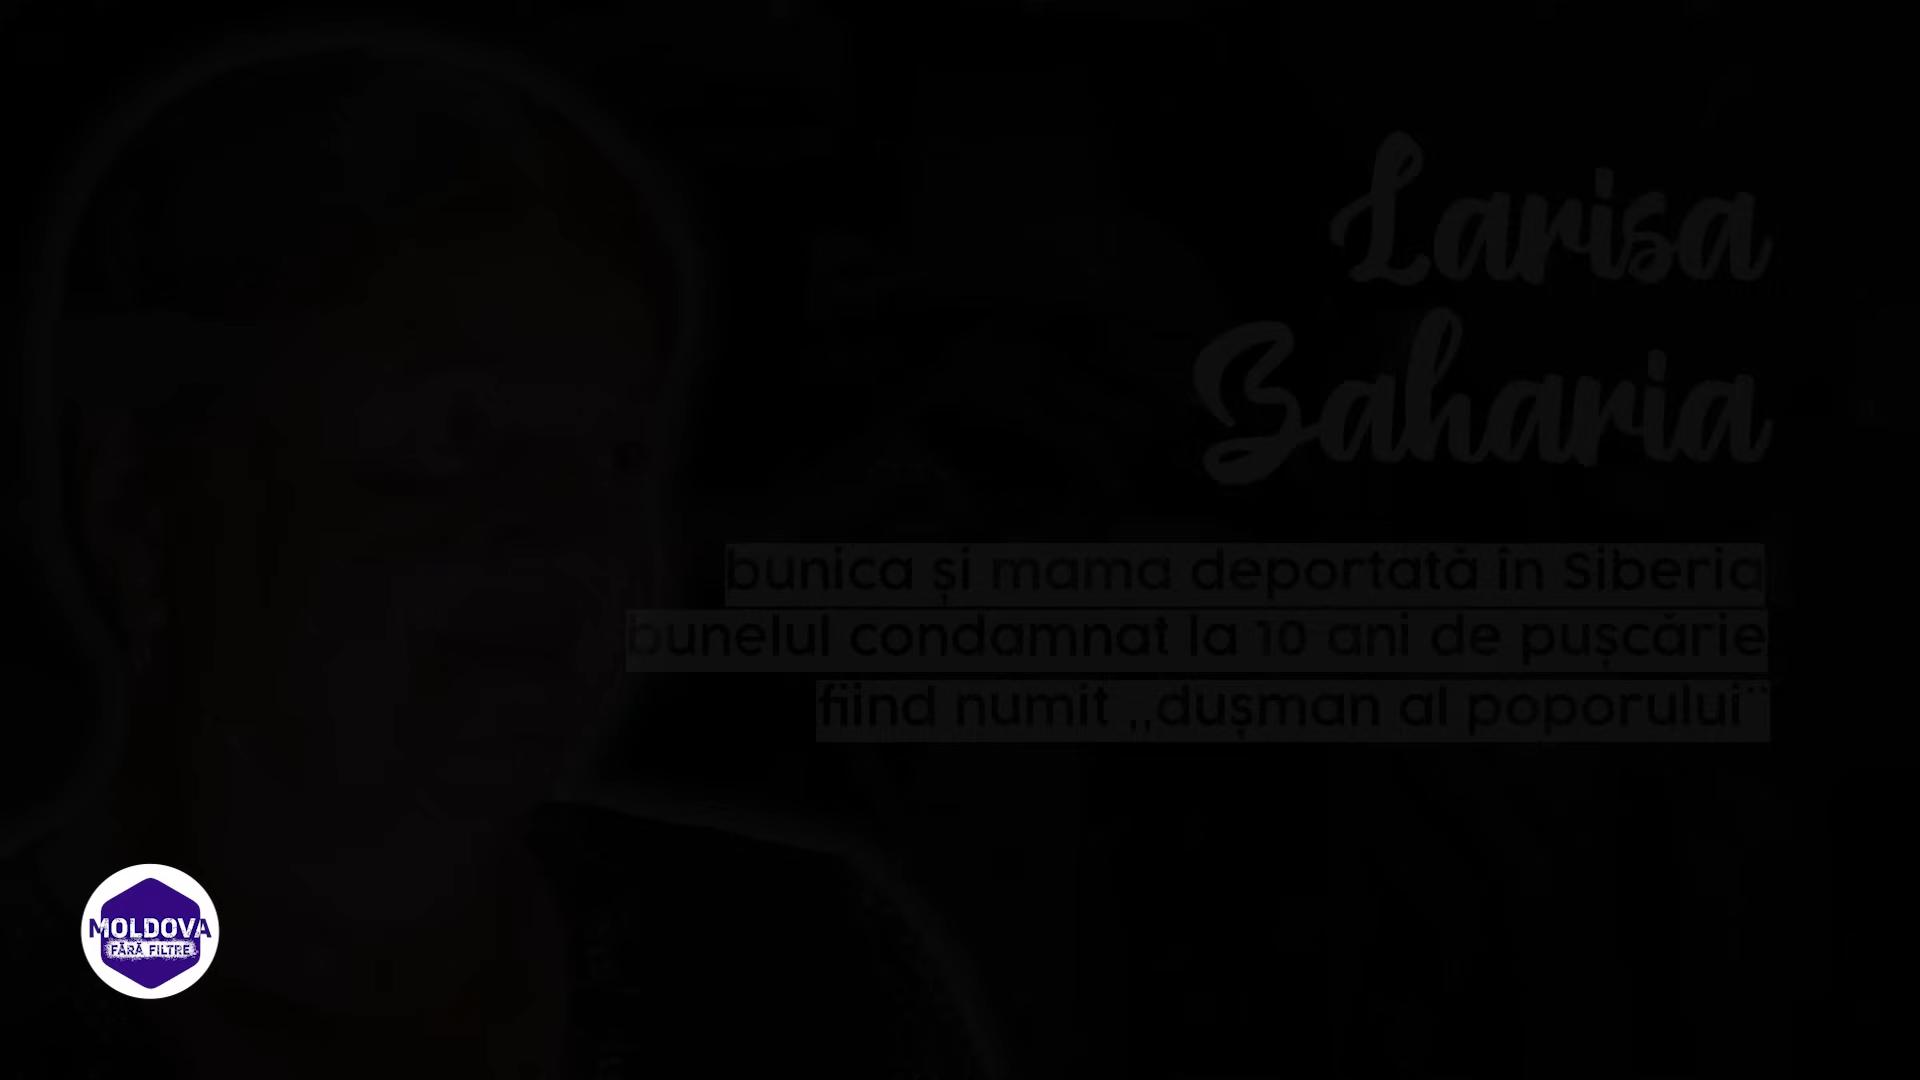 Larisa
Zaharia
bunica și mama deportată în Siberia
bunelul condamnat la 10 ani de pușcărie
fiind numit ,,dușman al poporului¨
MOLDOVA
FĂRĂ FILTRE